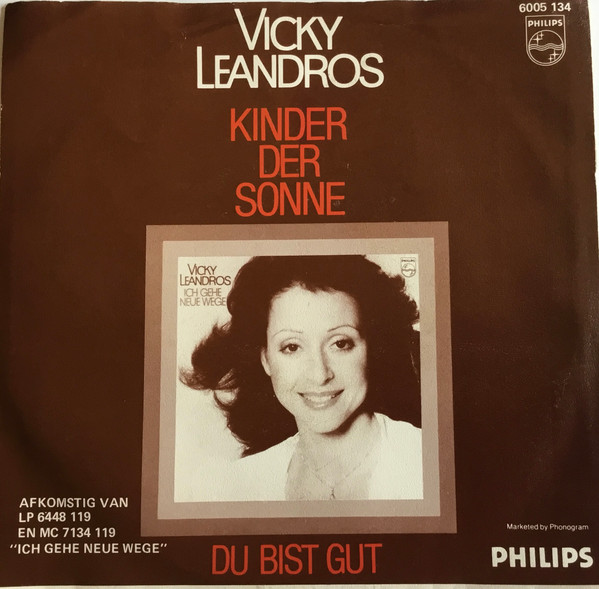 6005 134
PHILIPS
VICKY
LEANDROS
KINDER
DER
SONNE
VICKY
LEANDROS
ICH GEHE
NEUE WEGE
PHILIPS
AFKOMSTIG VAN
LP 6448 119
EN MC 7134 119
"ICH GEHE NEUE WEGE"
DU BIST GUT
Marketed by Phonogram
PHILIPS